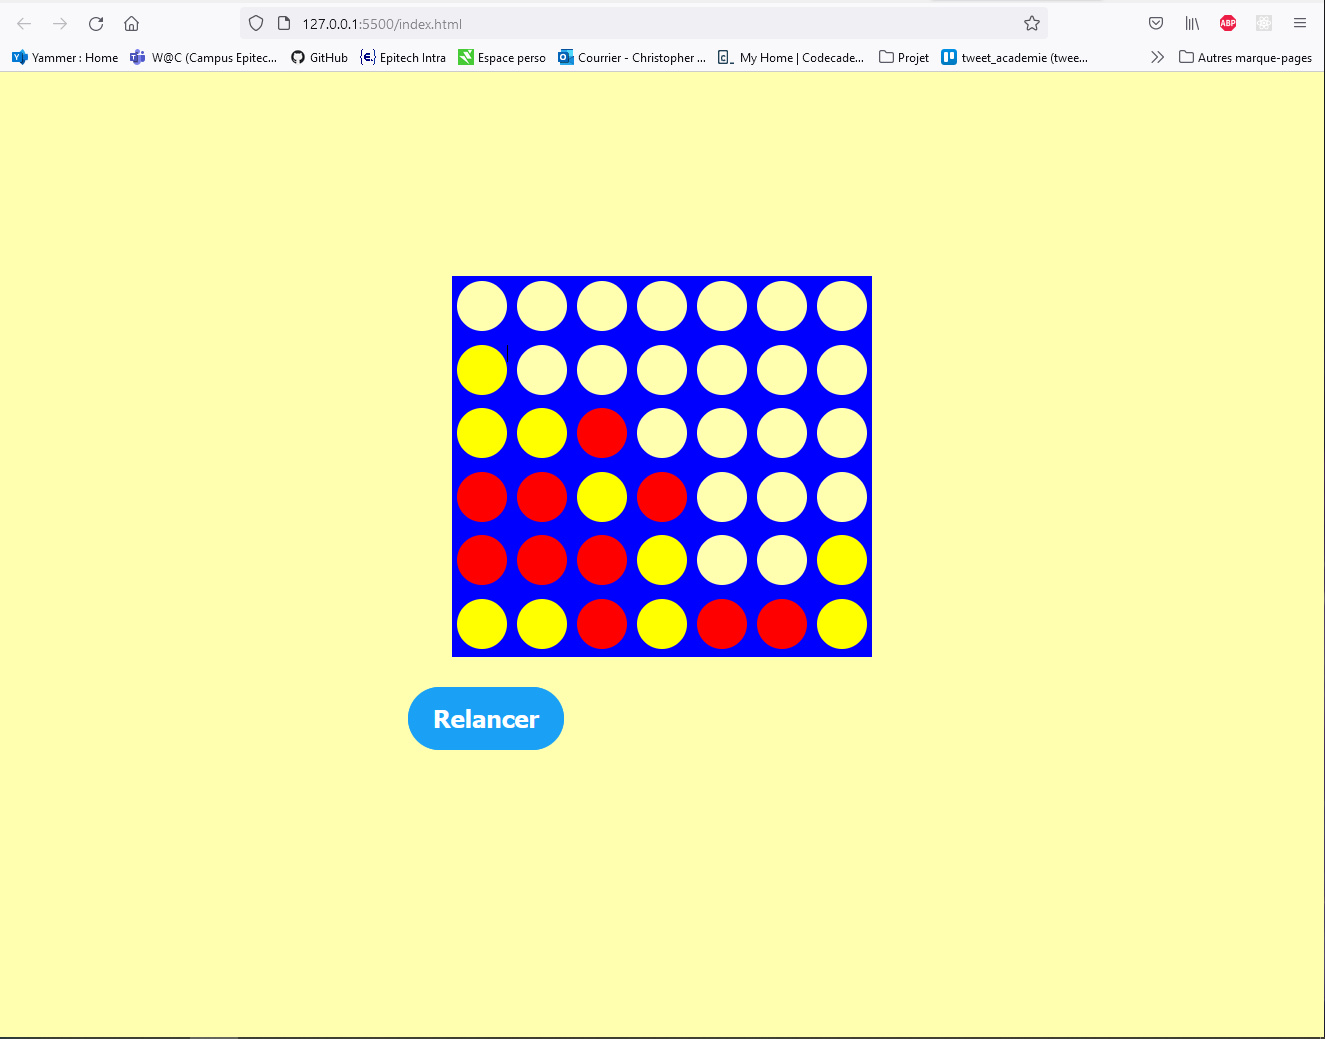 127.0.0.1:5500/index.html
ABP
Yammer : Home W@C (Campus Epitec... GitHub Epitech Intra Espace perso Courrier - Christopher ... My Home | Codecade... Projet tweet_academie (twee... Autres marque-pages
Relancer